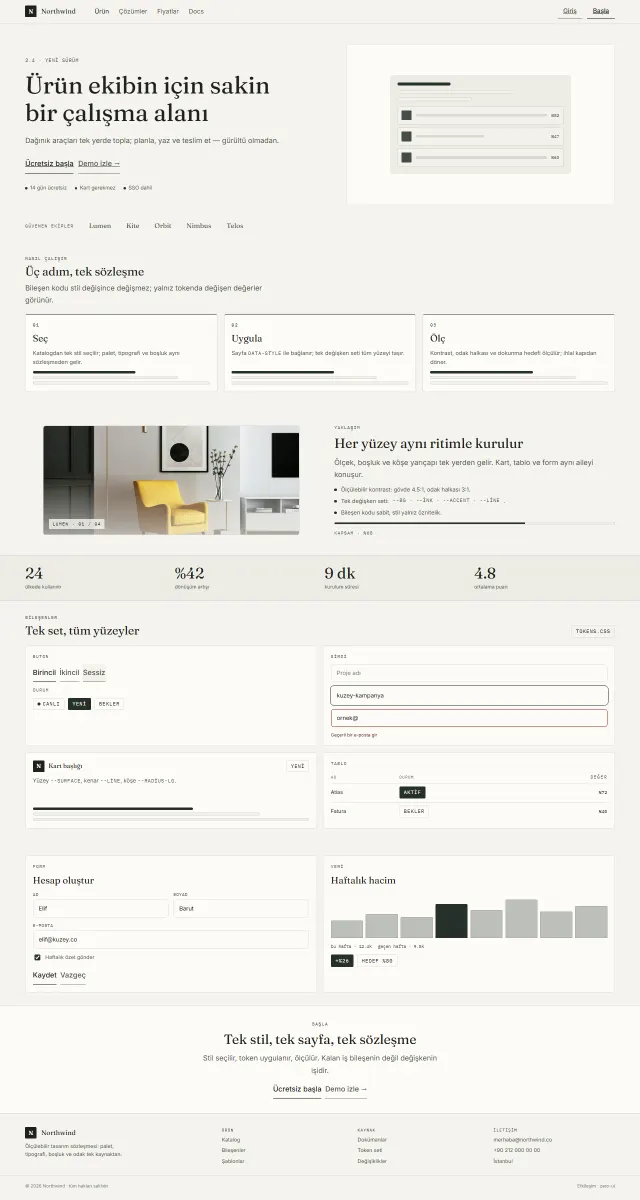 N Northwind Ürün Çözümler Fiyatlar Docs Giriş Başla
2.4 · YENİ SÜRÜM
Ürün ekibin için sakin
bir çalışma alanı
Dağınık araçları tek yerde topla; planla, yaz ve teslim et — gürültü olmadan.
Ücretsiz başla Demo izle →
14 gün ücretsiz Kart gerekmez SSO dahil
GÜVENEN EKİPLER Lumen Kite Orbit Nimbus Telos
NASIL ÇALIŞIR
Üç adım, tek sözleşme
Bileşen kodu stil değişince değişmez; yalnız tokenda değişen değerler
görünür.
01
Seç
Katalogdan tek stil seçilir; palet, tipografi ve boşluk aynı
sözleşmeden gelir.
02
Uygula
Sayfa DATA-STYLE ile bağlanır; tek değişken seti tüm yüzeyi taşır.
03
Ölç
Kontrast, odak halkası ve dokunma hedefi ölçülür; ihlal kapıdan
döner.
LUMEN · 01 / 04
YAKLAŞIM
Her yüzey aynı ritimle kurulur
Ölçek, boşluk ve köşe yarıçapı tek yerden gelir. Kart, tablo ve form aynı aileyi
konuşur.
Ölçülebilir kontrast: gövde 4.5:1, odak halkası 3:1.
Tek değişken seti: --BG · --INK · --ACCENT · --LINE .
Bileşen kodu sabit, stil yalnız öznitelik.
KAPSAM · %68
24
ülkede kullanım
%42
dönüşüm artışı
9 dk
kurulum süresi
4.8
ortalama puan
BİLEŞENLER
Tek set, tüm yüzeyler
TOKENS.CSS
BUTON
Birincil İkincil Sessiz
DURUM
CANLI YENİ BEKLER
GİRDİ
Proje adı
kuzey-kampanya
ornek@
Geçerli bir e-posta gir
N Kart başlığı YENİ
Yüzey --SURFACE, kenar --LINE, köşe --RADIUS-LG.
TABLO
AD DURUM DEĞER
Atlas AKTİF %72
Fatura BEKLER
FORM
Hesap oluştur
AD SOYAD
Elif Barut
E-POSTA
elif@kuzey.co
Haftalık özet gönder
Kaydet Vazgeç
VERİ
Haftalık hacim
bu hafta · 12.4k geçen hafta · 9.8k
+%26 HEDEF %80
BAŞLA
Tek stil, tek sayfa, tek sözleşme
Stil seçilir, token uygulanır, ölçülür. Kalan iş bileşenin değil değişkenin
işidir.
Ücretsiz başla Demo izle →
N Northwind
Ölçülebilir tasarım sözleşmesi: palet,
tipografi, boşluk ve odak tek kaynaktan.
ÜRÜN
Katalog
Bileşenler
Şablonlar
KAYNAK
Dokümanlar
Token seti
Değişiklikler
İLETİŞİM
merhaba@northwind.co
+90 212 000 00 00
İstanbul
© 2026 Northwind · tüm hakları saklıdır